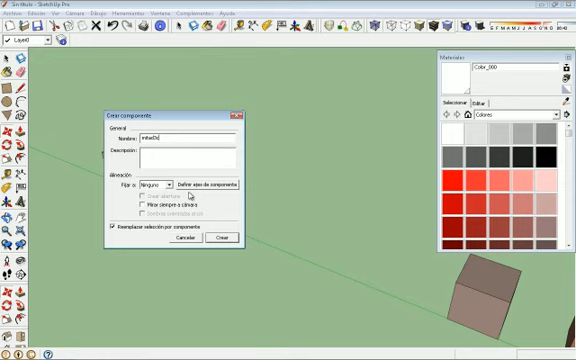 Sin título - SketchUp Pro
Archivo Edición Cámara Dibujo Herramientas Ventana Complementos Ayuda
E F M A M J J A S O N D
Layer0
Crear componente
General
Nombre: mitadDc
Descripción:
Alineación
Fijar a: Ninguno
Definir ejes de componente
Crear abertura
Mirar siempre a cámara
Sombras orientadas al sol
Reemplazar selección por componente
Cancelar
Crear
Materiales
Color_000
Seleccionar
Editar
Colores